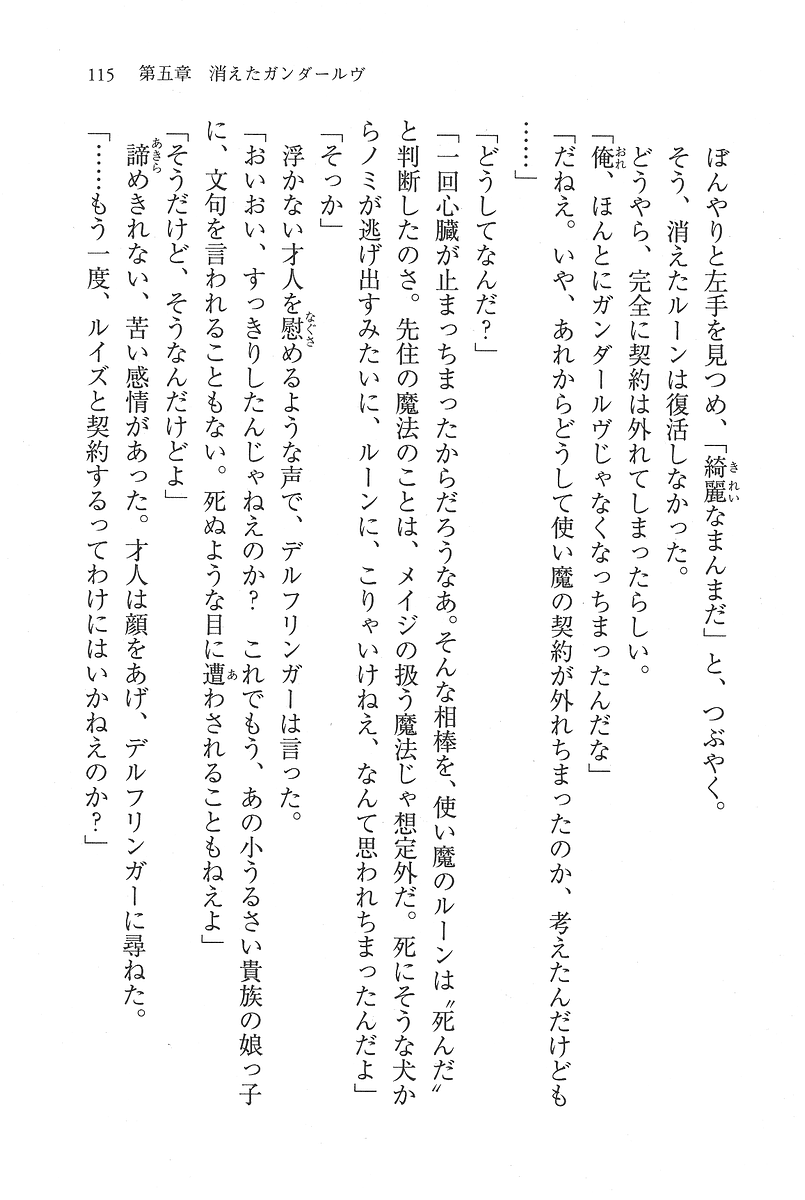 115　第五章　消えたガンダールヴ
　ぼんやりと左手を見つめ、「綺麗なまんまだ」と、つぶやく。
　そう、消えたルーンは復活しなかった。
　どうやら、完全に契約は外れてしまったらしい。
「俺、ほんとにガンダールヴじゃなくなっちまったんだな」
「だねえ。いや、あれからどうして使い魔の契約が外れちまったのか、考えたんだけども
……」
「どうしてなんだ？」
「一回心臓が止まっちまったからだろうなあ。そんな相棒を、使い魔のルーンは〝死んだ〟
と判断したのさ。先住の魔法のことは、メイジの扱う魔法じゃ想定外だ。死にそうな犬か
らノミが逃げ出すみたいに、ルーンに、こりゃいけねえ、なんて思われちまったんだよ」
「そっか」
　浮かない才人を慰めるような声で、デルフリンガーは言った。
「おいおい、すっきりしたんじゃねえのか？　これでもう、あの小うるさい貴族の娘っ子
に、文句を言われることもない。死ぬような目に遭わされることもねえよ」
「そうだけど、そうなんだけどよ」
　諦めきれない、苦い感情があった。才人は顔をあげ、デルフリンガーに尋ねた。
「……もう一度、ルイズと契約するってわけにはいかねえのか？」